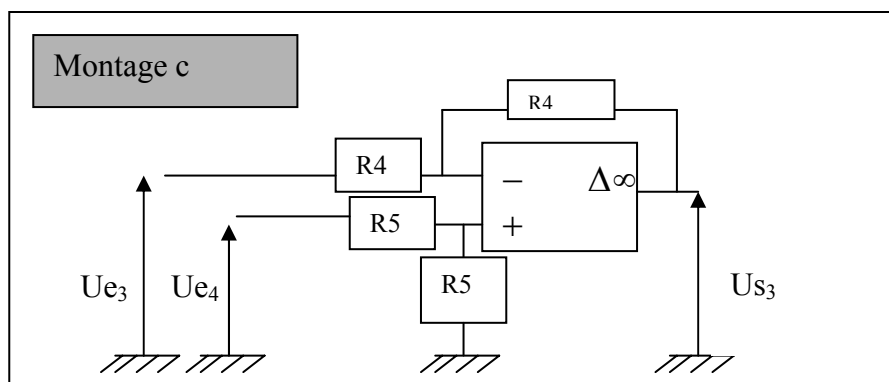 Montage c
R4
R4
− Δ∞
R5
+
R5
Ue₃ Ue₄ Us₃